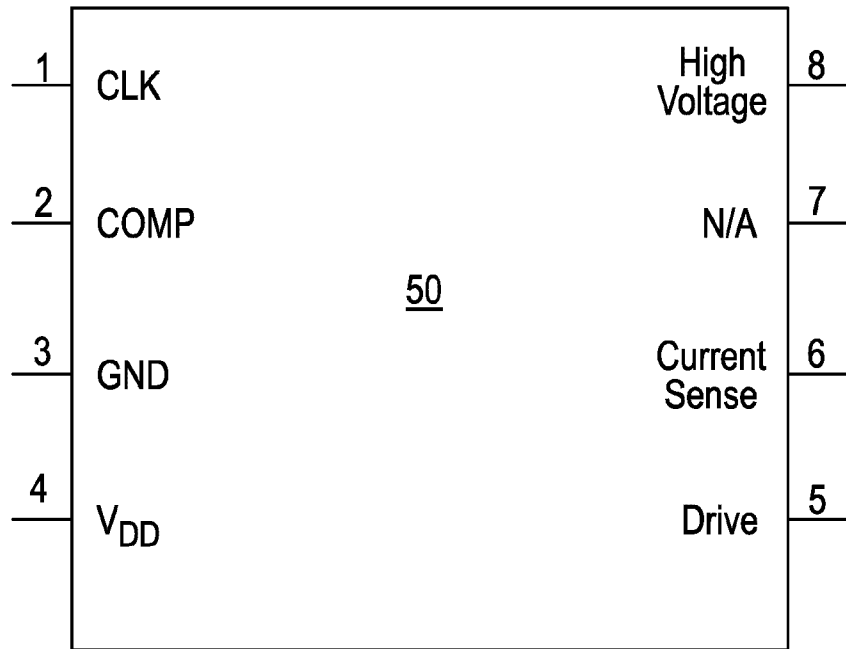 1
CLK
High
Voltage
8
2
COMP
N/A
7
50
3
GND
Current
Sense
6
4
VDD
Drive
5